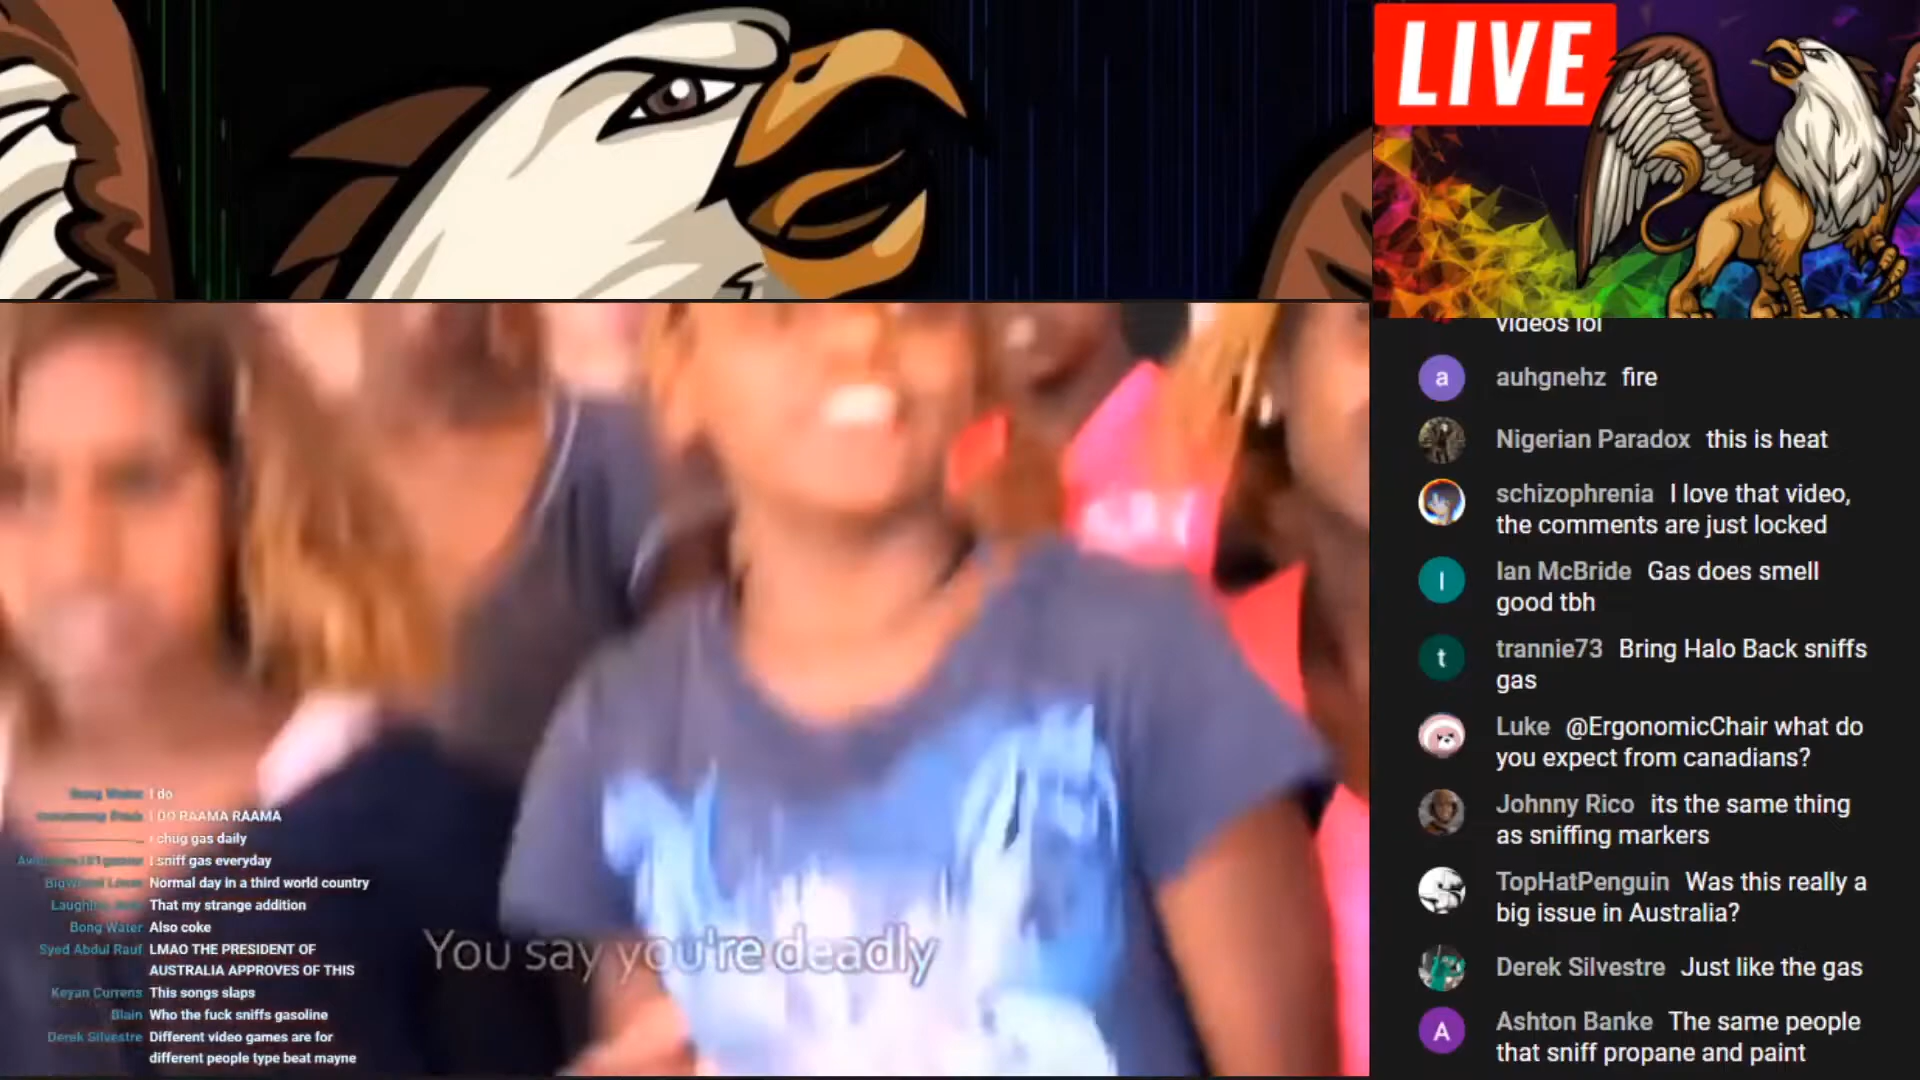 LIVE
videos lol
auhgnehz fire
Nigerian Paradox this is heat
schizophrenia I love that video,
the comments are just locked
Ian McBride Gas does smell
good tbh
trannie73 Bring Halo Back sniffs
gas
Luke @ErgonomicChair what do
you expect from canadians?
Johnny Rico its the same thing
as sniffing markers
TopHatPenguin Was this really a
big issue in Australia?
Derek Silvestre Just like the gas
Ashton Banke The same people
that sniff propane and paint
You say you're deadly
Bong Water I do
I DO RAAMA RAAMA
i chug gas daily
I sniff gas everyday
Normal day in a third world country
That my strange addition
Bong Water Also coke
Syed Abdul Rauf LMAO THE PRESIDENT OF
AUSTRALIA APPROVES OF THIS
Keyan Currens This songs slaps
Blain Who the fuck sniffs gasoline
Derek Silvestre Different video games are for
different people type beat mayne